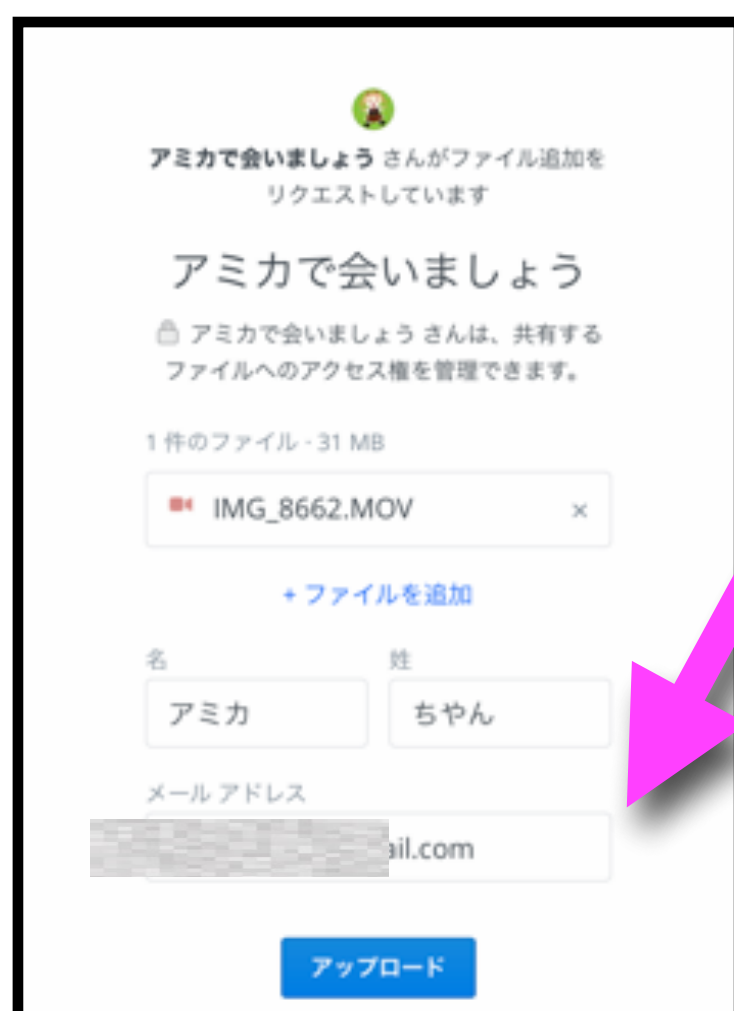 アミカで会いましょう さんがファイル追加を
リクエストしています
アミカで会いましょう
アミカで会いましょう さんは、共有する
ファイルへのアクセス権を管理できます。
1 件のファイル · 31 MB
IMG_8662.MOV ×
+ ファイルを追加
名 姓
アミカ ちやん
メール アドレス
ail.com
アップロード